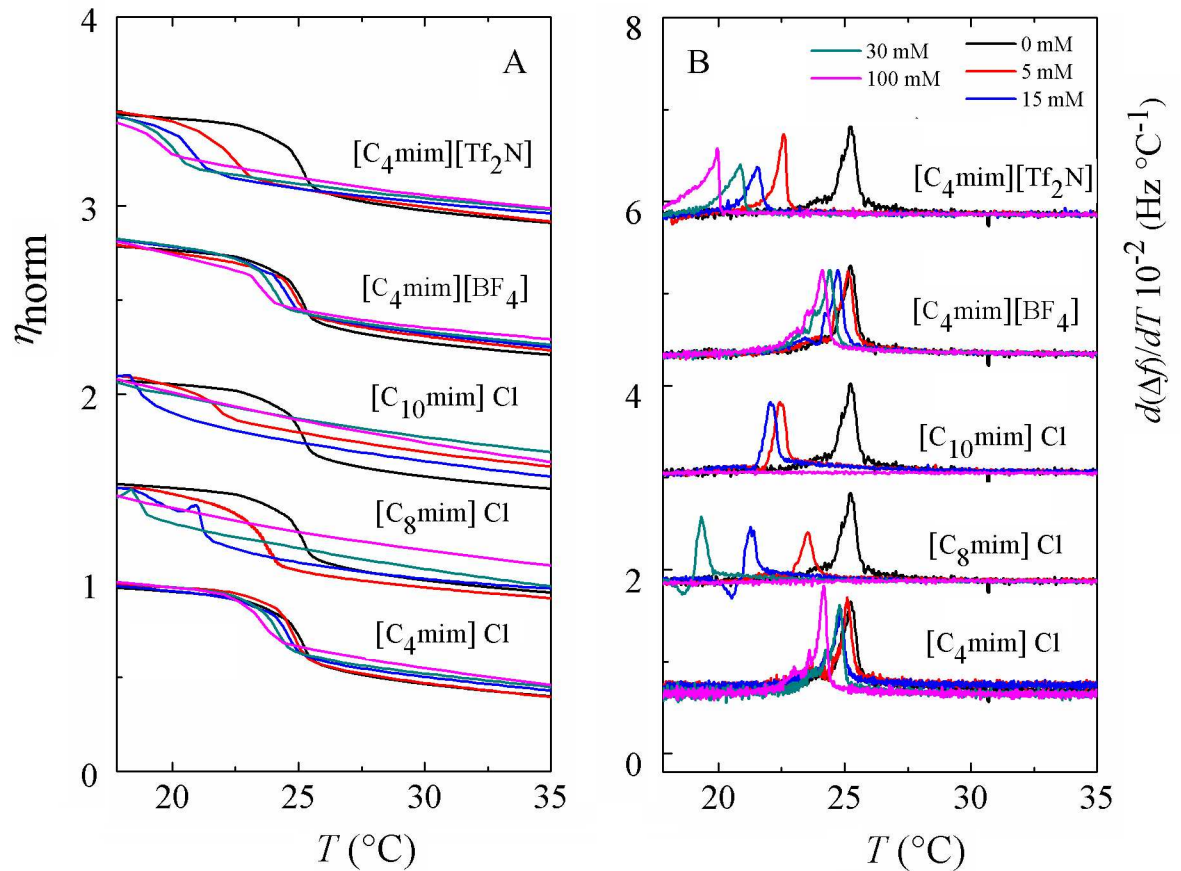 A
4
3
2
1
0
ηnorm
[C4mim][Tf2N]
[C4mim][BF4]
[C10mim] Cl
[C8mim] Cl
[C4mim] Cl
20 25 30 35
T (°C)
B
8
6
4
2
0
30 mM
100 mM
0 mM
5 mM
15 mM
[C4mim][Tf2N]
[C4mim][BF4]
[C10mim] Cl
[C8mim] Cl
[C4mim] Cl
20 25 30 35
T (°C)
d(Δf)/dT 10-2 (Hz °C-1)